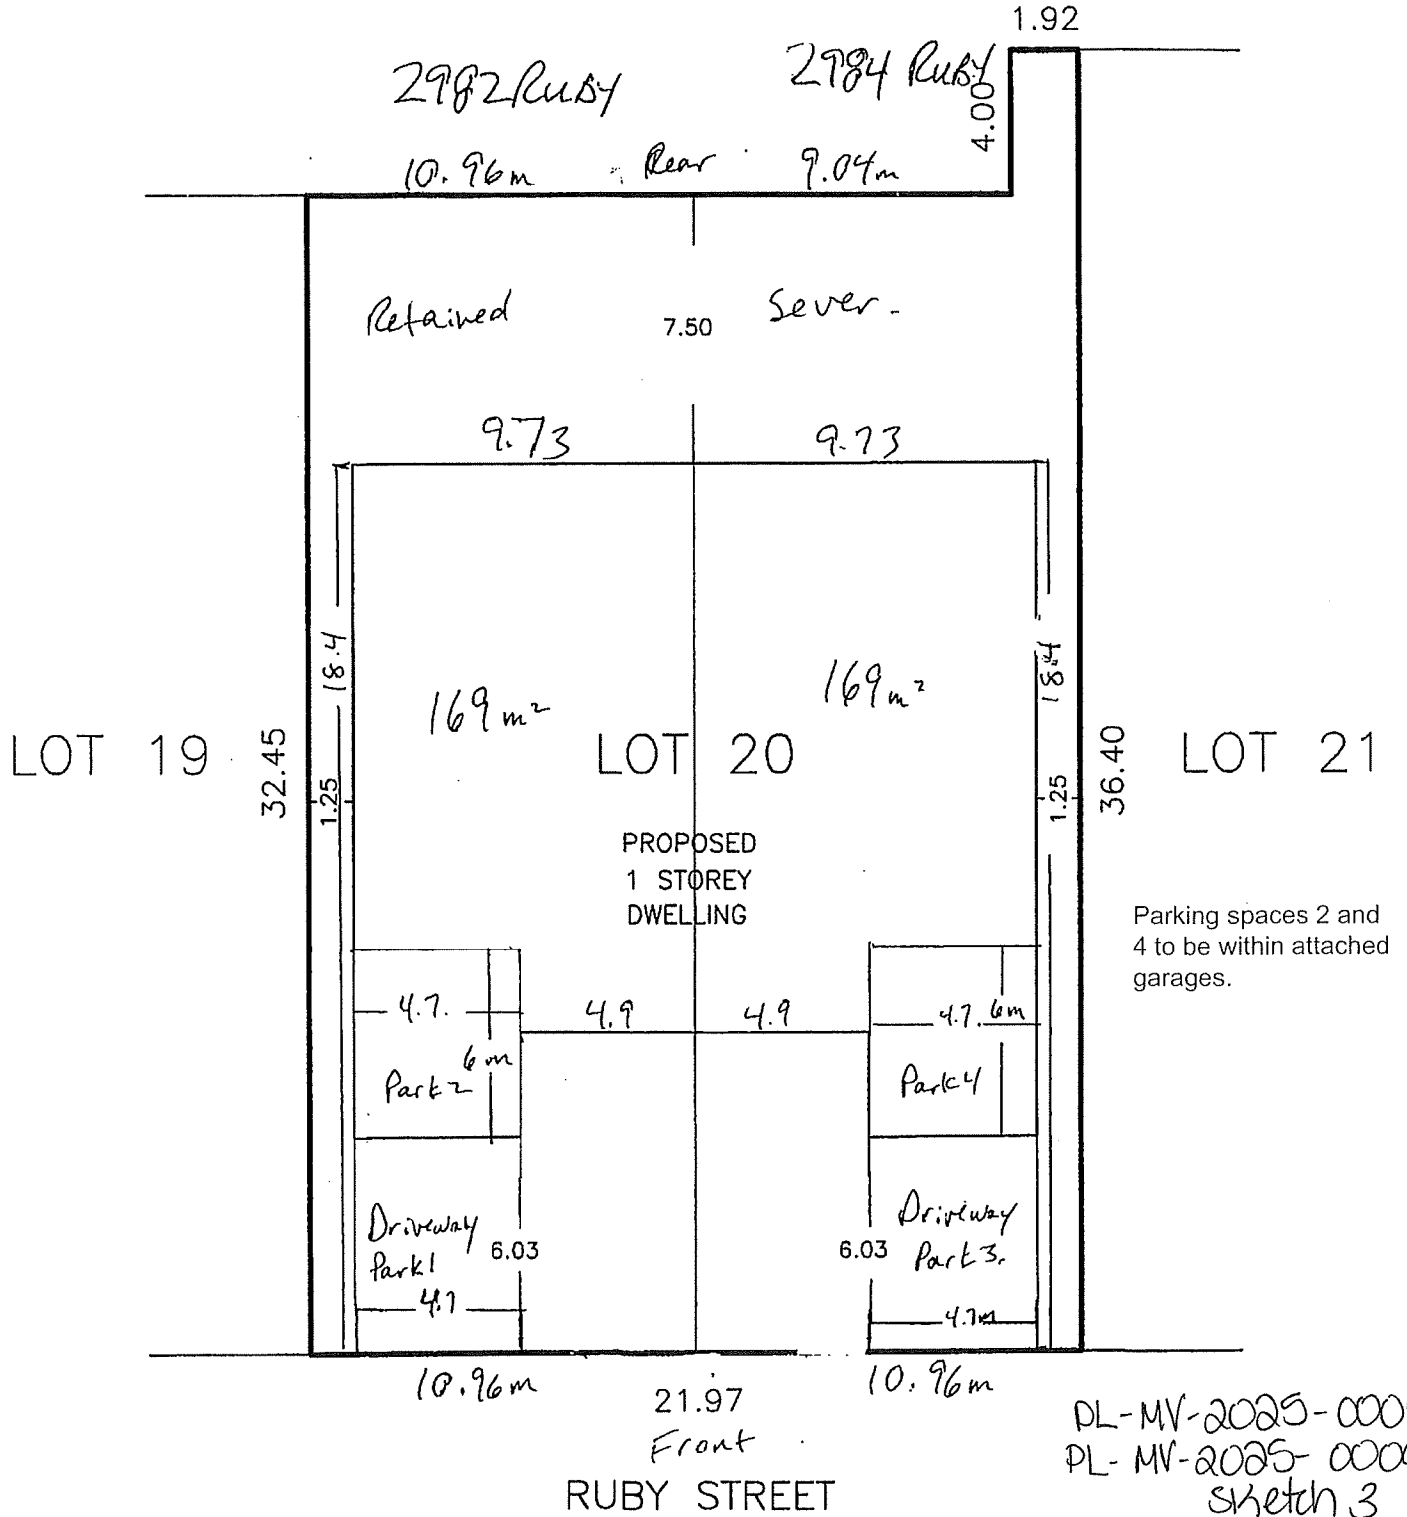 1.92
2982 RUBY
2984 RUBY
4.00
10.96m
Rear
9.04m
Retained
7.50
Sever.
9.73
9.73
18.4
18.4
169m²
169m²
LOT 19
32.45
1.25
LOT 20
1.25
36.40
LOT 21
PROPOSED
1 STOREY
DWELLING
Parking spaces 2 and
4 to be within attached
garages.
4.7.
4.9
4.9
4.7.
6m
6m
Park 2
Park 4
Driveway
Park 1
6.03
6.03
Driveway
Park 3.
4.7
4.7m
10.96m
21.97
10.96m
Front
RUBY STREET
PL-MV-2025-000
PL-MV-2025-000
Sketch 3